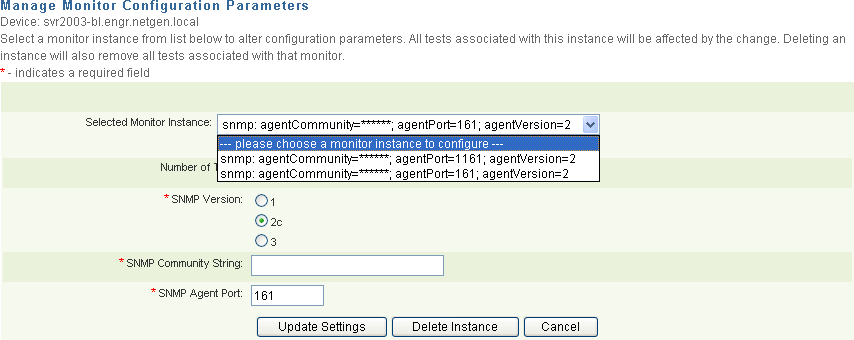 Manage Monitor Configuration Parameters
Device: svr2003-bl.engr.netgen.local
Select a monitor instance from list below to alter configuration parameters. All tests associated with this instance will be affected by the change. Deleting an
instance will also remove all tests associated with that monitor.
* - indicates a required field
Selected Monitor Instance: snmp: agentCommunity=******; agentPort=161; agentVersion=2
--- please choose a monitor instance to configure ---
snmp: agentCommunity=******; agentPort=1161; agentVersion=2
Number of
snmp: agentCommunity=******; agentPort=161; agentVersion=2
* SNMP Version: 1
2c
3
* SNMP Community String:
* SNMP Agent Port: 161
Update Settings Delete Instance Cancel